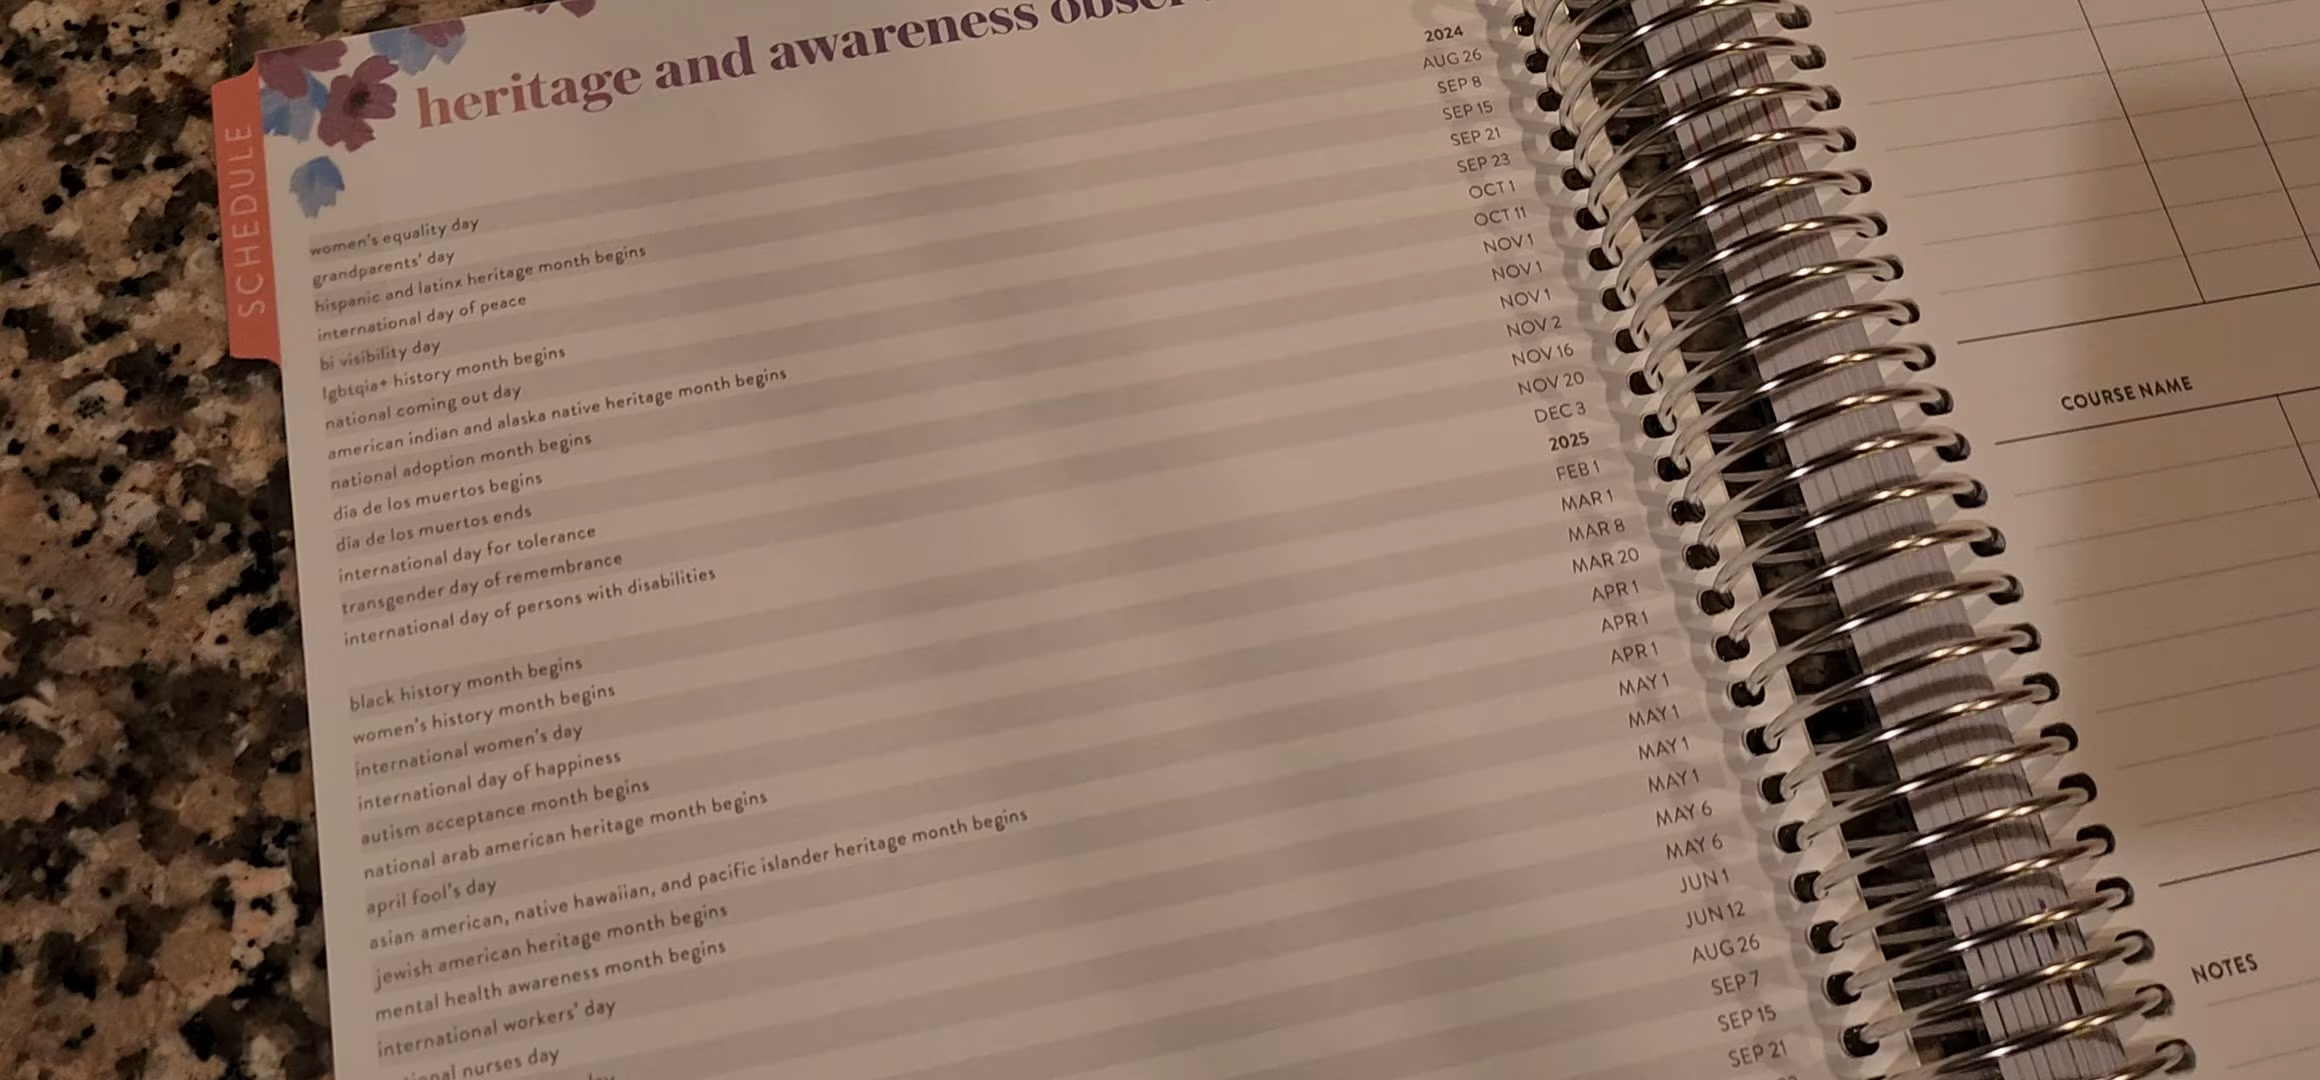 heritage and awareness
SCHEDULE
2024
women's equality day AUG 26
grandparents' day SEP 8
hispanic and latinx heritage month begins SEP 15
international day of peace SEP 21
bi visibility day SEP 23
lgbtqia+ history month begins OCT 1
national coming out day OCT 11
american indian and alaska native heritage month begins NOV 1
national adoption month begins NOV 1
día de los muertos begins NOV 1
día de los muertos ends NOV 2
international day for tolerance NOV 16
transgender day of remembrance NOV 20
international day of persons with disabilities DEC 3
2025
black history month begins FEB 1
women's history month begins MAR 1
international women's day MAR 8
international day of happiness MAR 20
autism acceptance month begins APR 1
national arab american heritage month begins APR 1
april fool's day APR 1
asian american, native hawaiian, and pacific islander heritage month begins MAY 1
jewish american heritage month begins MAY 1
mental health awareness month begins MAY 1
international workers' day MAY 1
nurses day MAY 6
MAY 6
JUN 1
JUN 12
AUG 26
SEP 7
SEP 15
SEP 21
COURSE NAME
NOTES